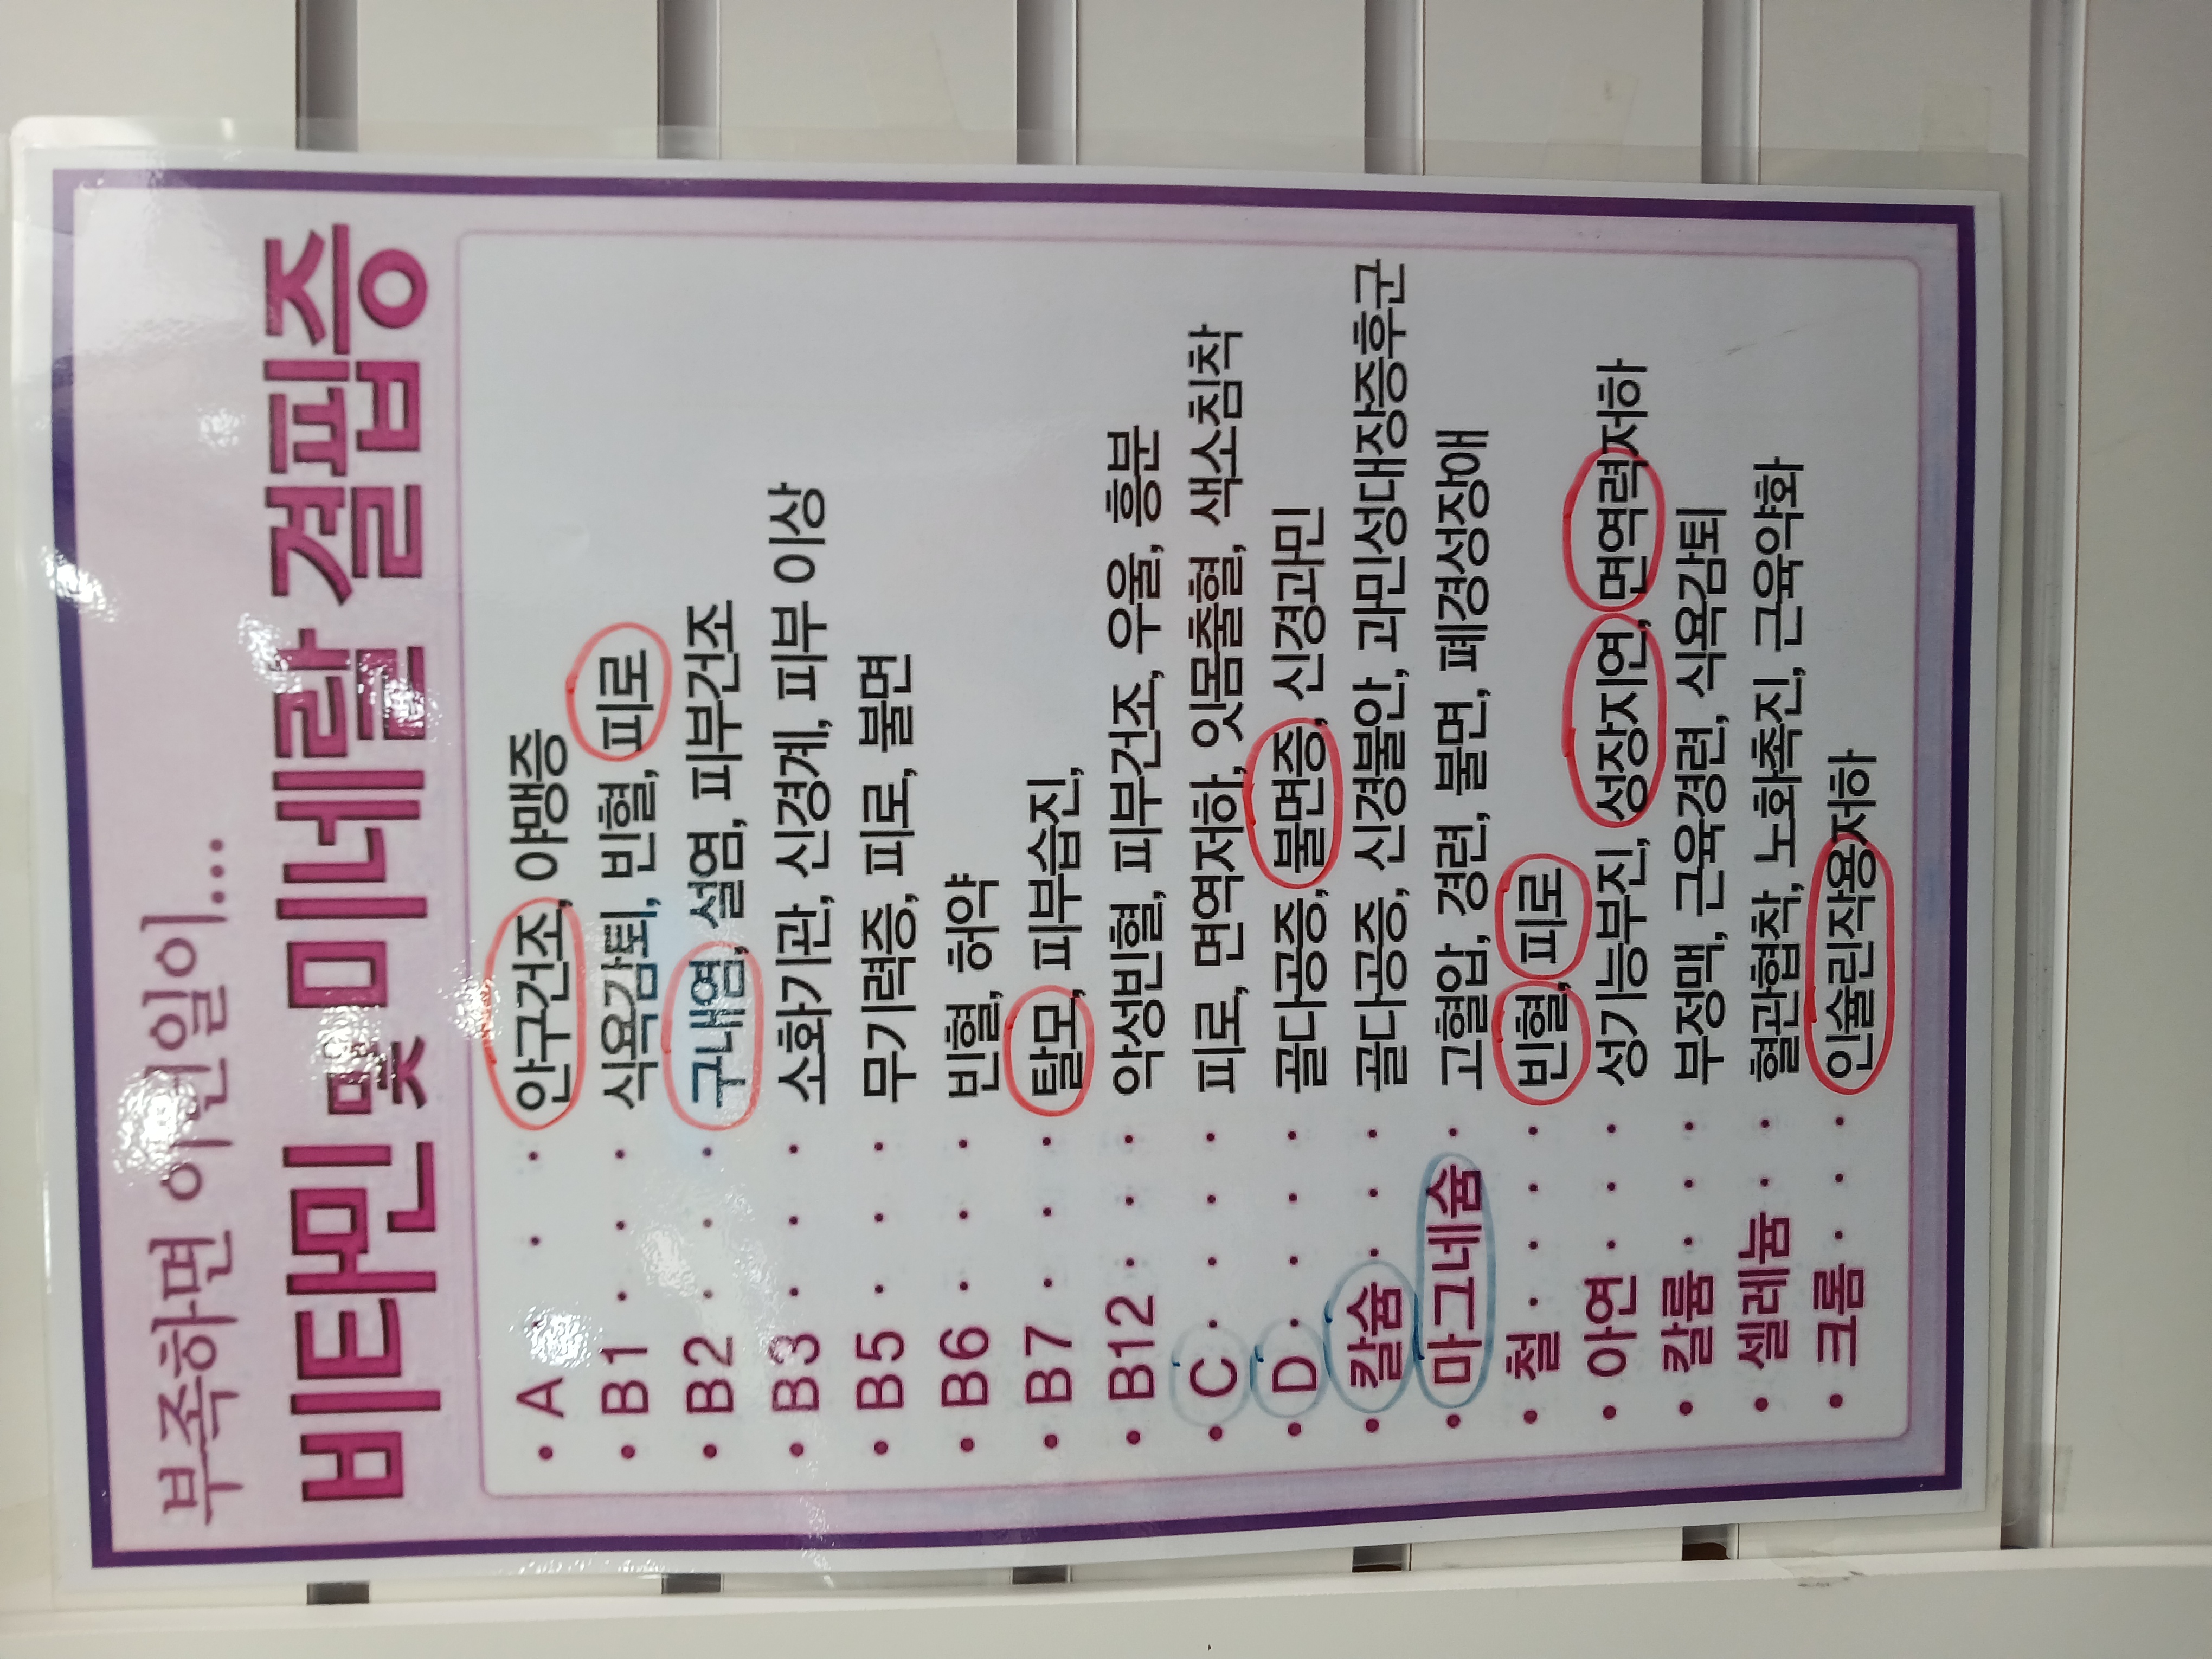 부족하면 이런일이...
비타민 및 미네랄 결핍증
• A · · · 안구건조, 야맹증
• B1 · · · 식욕감퇴, 빈혈, 피로
• B2 · · · 구내염, 설염, 피부건조
• B3 · · · 소화기관, 신경계, 피부 이상
• B5 · · · 무기력증, 피로, 불면
• B6 · · · 빈혈, 허약
• B7 · · · 탈모, 피부습진,
• B12 · · · 악성빈혈, 피부건조, 우울, 흥분
• C · · · · 피로, 면역저하, 잇몸출혈, 색소침착
• D · · · · 골다공증, 불면증, 신경과민
• 칼슘 · · · 골다공증, 신경불안, 과민성대장증후군
• 마그네슘 · 고혈압, 경련, 불면, 폐경성장애
• 철 · · · · 빈혈, 피로
• 아연 · · · 성기능부진, 성장지연, 면역력저하
• 칼륨 · · · 부정맥, 근육경련, 식욕감퇴
• 셀레늄 · · 혈관협착, 노화촉진, 근육약화
• 크롬 · · · 인슐린작용저하